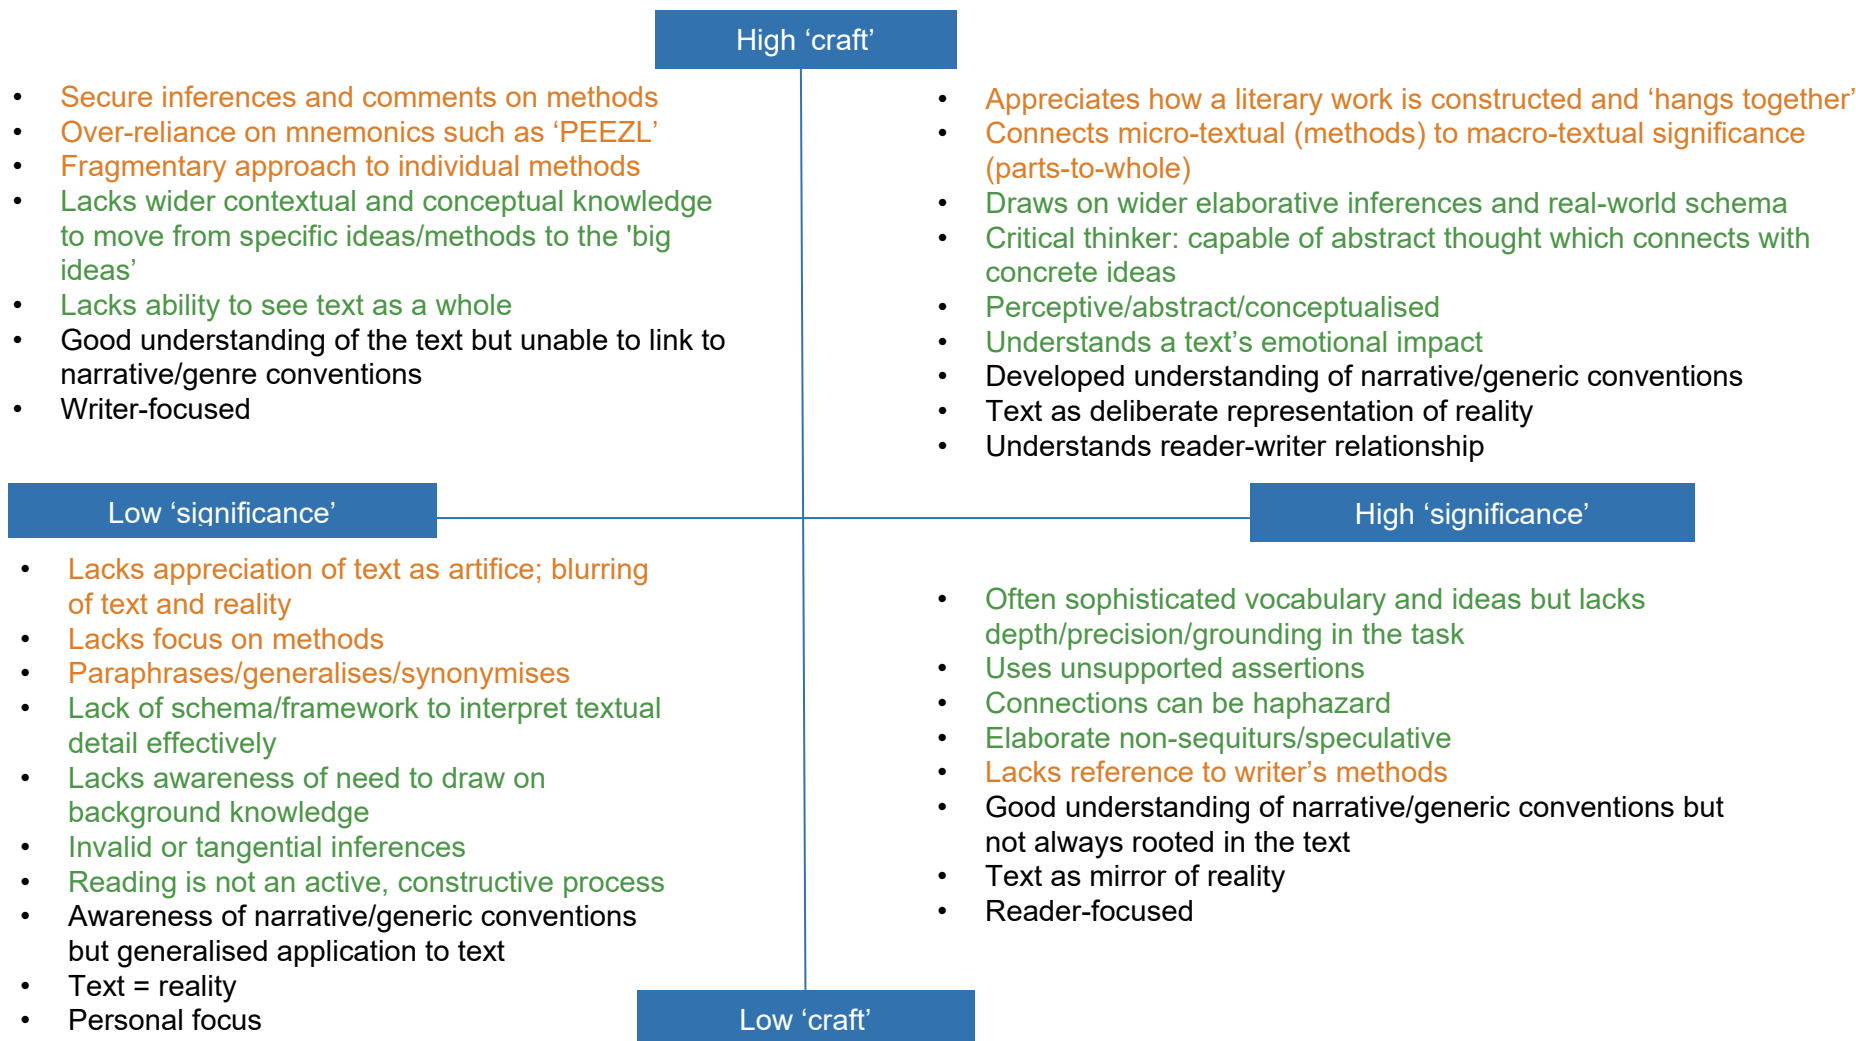 High ‘craft’
• Secure inferences and comments on methods
• Over-reliance on mnemonics such as ‘PEEZL’
• Fragmentary approach to individual methods
• Lacks wider contextual and conceptual knowledge
to move from specific ideas/methods to the 'big
ideas’
• Lacks ability to see text as a whole
• Good understanding of the text but unable to link to
narrative/genre conventions
• Writer-focused
• Appreciates how a literary work is constructed and ‘hangs together’
• Connects micro-textual (methods) to macro-textual significance
(parts-to-whole)
• Draws on wider elaborative inferences and real-world schema
• Critical thinker: capable of abstract thought which connects with
concrete ideas
• Perceptive/abstract/conceptualised
• Understands a text’s emotional impact
• Developed understanding of narrative/generic conventions
• Text as deliberate representation of reality
• Understands reader-writer relationship
Low ‘significance’
High ‘significance’
• Lacks appreciation of text as artifice; blurring
of text and reality
• Lacks focus on methods
• Paraphrases/generalises/synonymises
• Lack of schema/framework to interpret textual
detail effectively
• Lacks awareness of need to draw on
background knowledge
• Invalid or tangential inferences
• Reading is not an active, constructive process
• Awareness of narrative/generic conventions
but generalised application to text
• Text = reality
• Personal focus
• Often sophisticated vocabulary and ideas but lacks
depth/precision/grounding in the task
• Uses unsupported assertions
• Connections can be haphazard
• Elaborate non-sequiturs/speculative
• Lacks reference to writer’s methods
• Good understanding of narrative/generic conventions but
not always rooted in the text
• Text as mirror of reality
• Reader-focused
Low ‘craft’